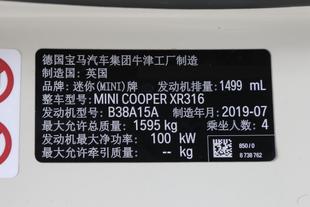 德国宝马汽车集团牛津工厂制造
制造国：英国
品牌：迷你(MINI)牌 发动机排量：1499 mL
整车型号：MINI COOPER XR316
发动机型号：B38A15A 制造年月：2019-07
最大允许总质量：1595 kg 乘坐人数：4
发动机最大净功率：100 kW
最大允许牵引质量：-- kg
850/0
8 738 762